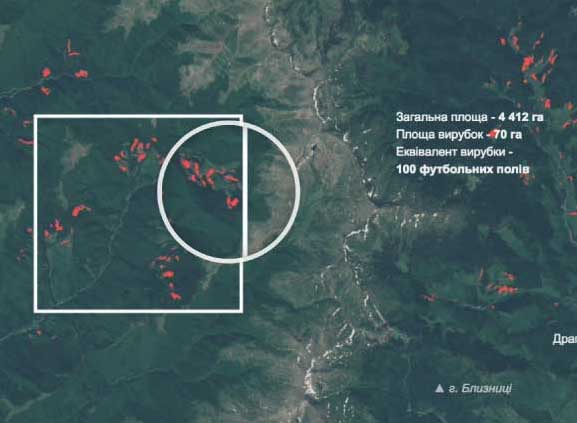 Загальна площа - 4 412 га
Площа вирубок - 70 га
Еквівалент вирубки -
100 футбольних полів
Драг
▲ г. Близниці